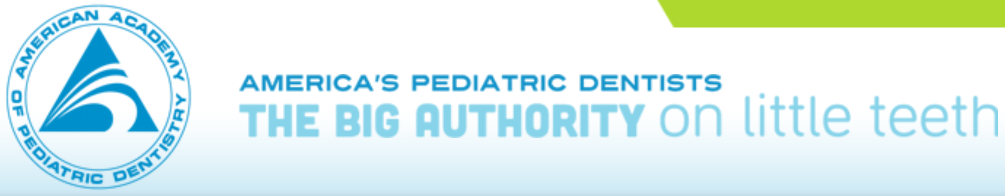 AMERICAN ACADEMY OF PEDIATRIC DENTISTRY
AMERICA'S PEDIATRIC DENTISTS
THE BIG AUTHORITY on little teeth